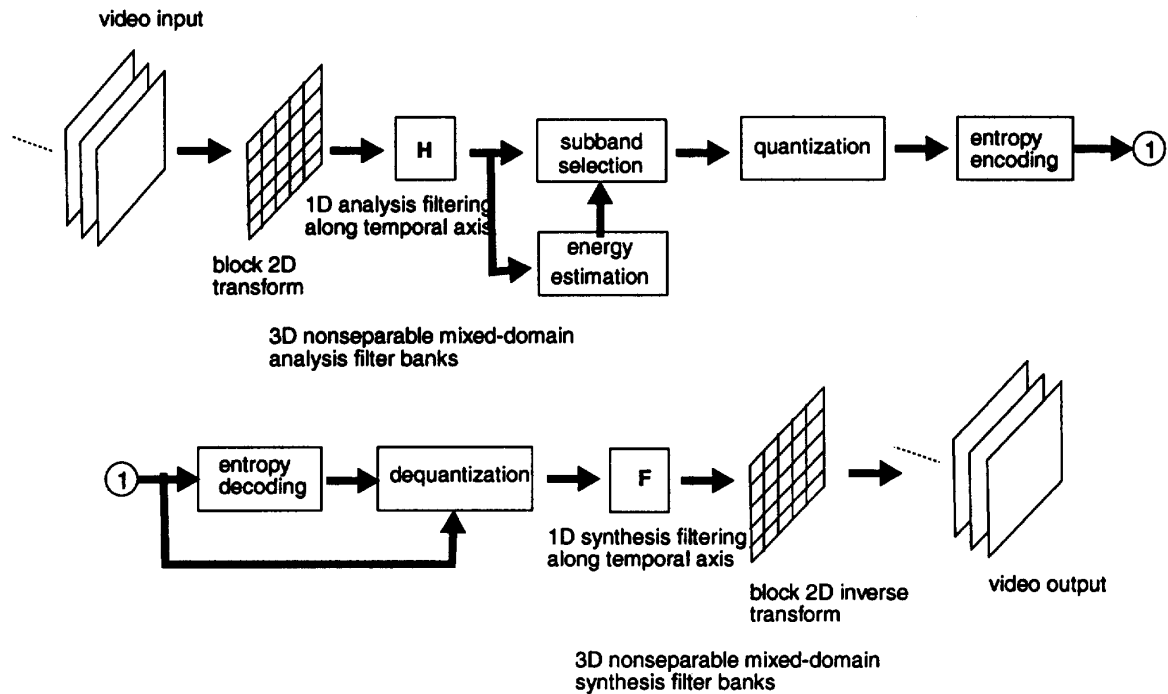 video input
H
subband
selection
quantization
entropy
encoding
1
1D analysis filtering
along temporal axis
energy
estimation
block 2D
transform
3D nonseparable mixed-domain
analysis filter banks
1
entropy
decoding
dequantization
F
1D synthesis filtering
along temporal axis
block 2D inverse
transform
video output
3D nonseparable mixed-domain
synthesis filter banks